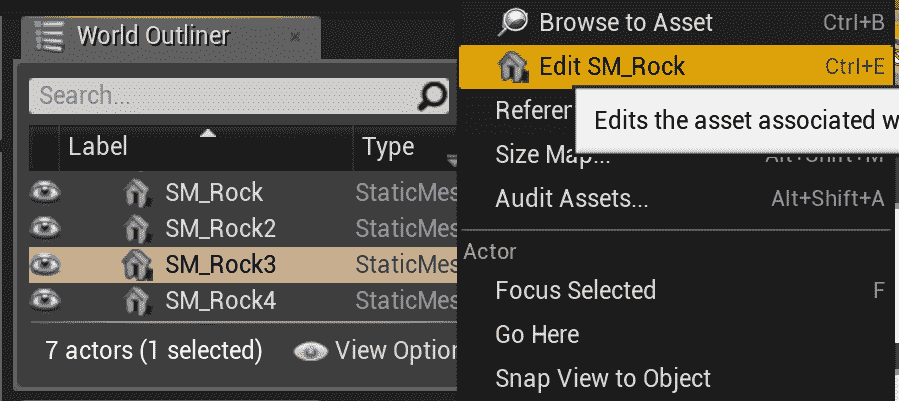 World Outliner
Search...
Label Type
SM_Rock StaticMes
SM_Rock2 StaticMes
SM_Rock3 StaticMes
SM_Rock4 StaticMes
7 actors (1 selected) View Optio
Browse to Asset Ctrl+B
Edit SM_Rock Ctrl+E
Referen
Edits the asset associated w
Size Map... Alt+Shift+M
Audit Assets... Alt+Shift+A
Actor
Focus Selected F
Go Here
Snap View to Object